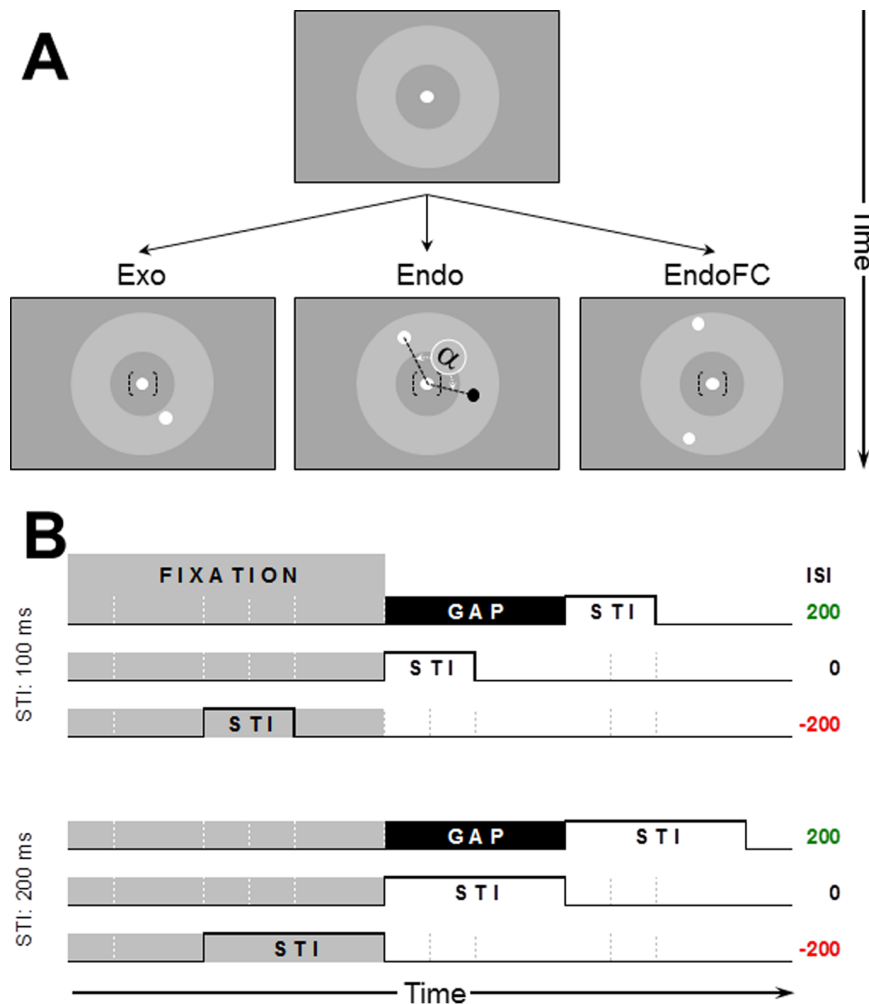 A
Time
Exo
Endo
EndoFC
α
B
FIXATION
ISI
STI: 100 ms
GAP
STI
200
STI
0
STI
-200
STI: 200 ms
GAP
STI
200
STI
0
STI
-200
Time